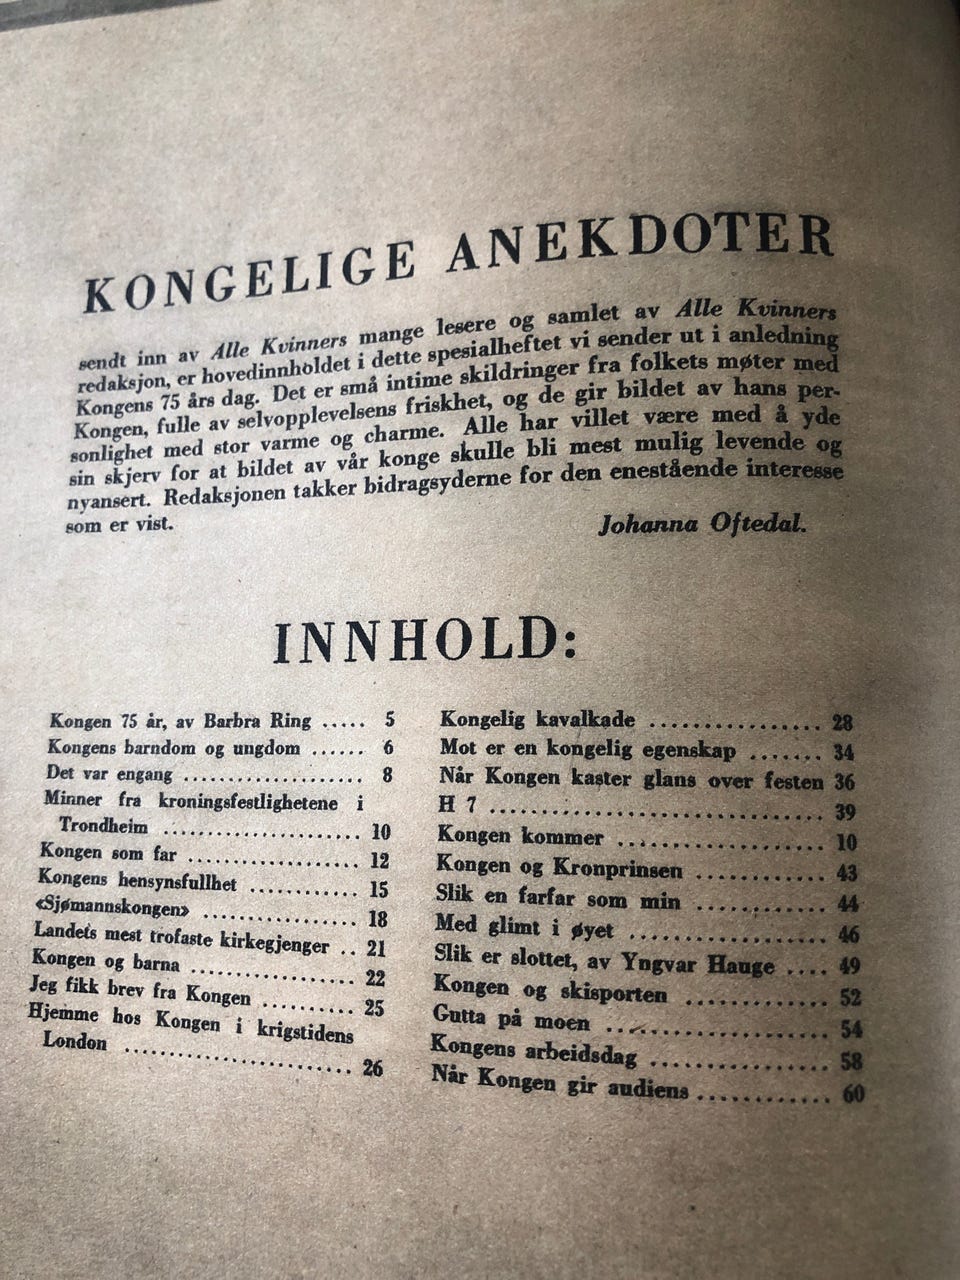 KONGELIGE ANEKDOTER
sendt inn av Alle Kvinners mange lesere og samlet av Alle Kvinners
redaksjon, er hovedinnholdet i dette spesialheftet vi sender ut i anledning
Kongens 75 års dag. Det er små intime skildringer fra folkets møter med
Kongen, fulle av selvopplevelsens friskhet, og de gir bildet av hans per-
sonlighet med stor varme og charme. Alle har villet være med å yde
sin skjerv for at bildet av vår konge skulle bli mest mulig levende og
nyansert. Redaksjonen takker bidragsyderne for den enestående interesse
som er vist.
Johanna Oftedal.
INNHOLD:
Kongen 75 år, av Barbra Ring ..... 5
Kongens barndom og ungdom ...... 6
Det var engang .................... 8
Minner fra kroningsfestlighetene i
Trondheim ...................... 10
Kongen som far ................... 12
Kongens hensynsfullhet ............ 15
«Sjømannskongen» ................. 18
Landets mest trofaste kirkegjenger .. 21
Kongen og barna ................... 22
Jeg fikk brev fra Kongen .......... 25
Hjemme hos Kongen i krigstidens
London ......................... 26
Kongelig kavalkade ................ 28
Mot er en kongelig egenskap ....... 34
Når Kongen kaster glans over festen 36
H 7 ................................ 39
Kongen kommer .................... 10
Kongen og Kronprinsen ............ 43
Slik en farfar som min ............ 44
Med glimt i øyet ................... 46
Slik er slottet, av Yngvar Hauge .... 49
Kongen og skisporten .............. 52
Gutta på moen ..................... 54
Kongens arbeidsdag ................ 58
Når Kongen gir audiens ............ 60